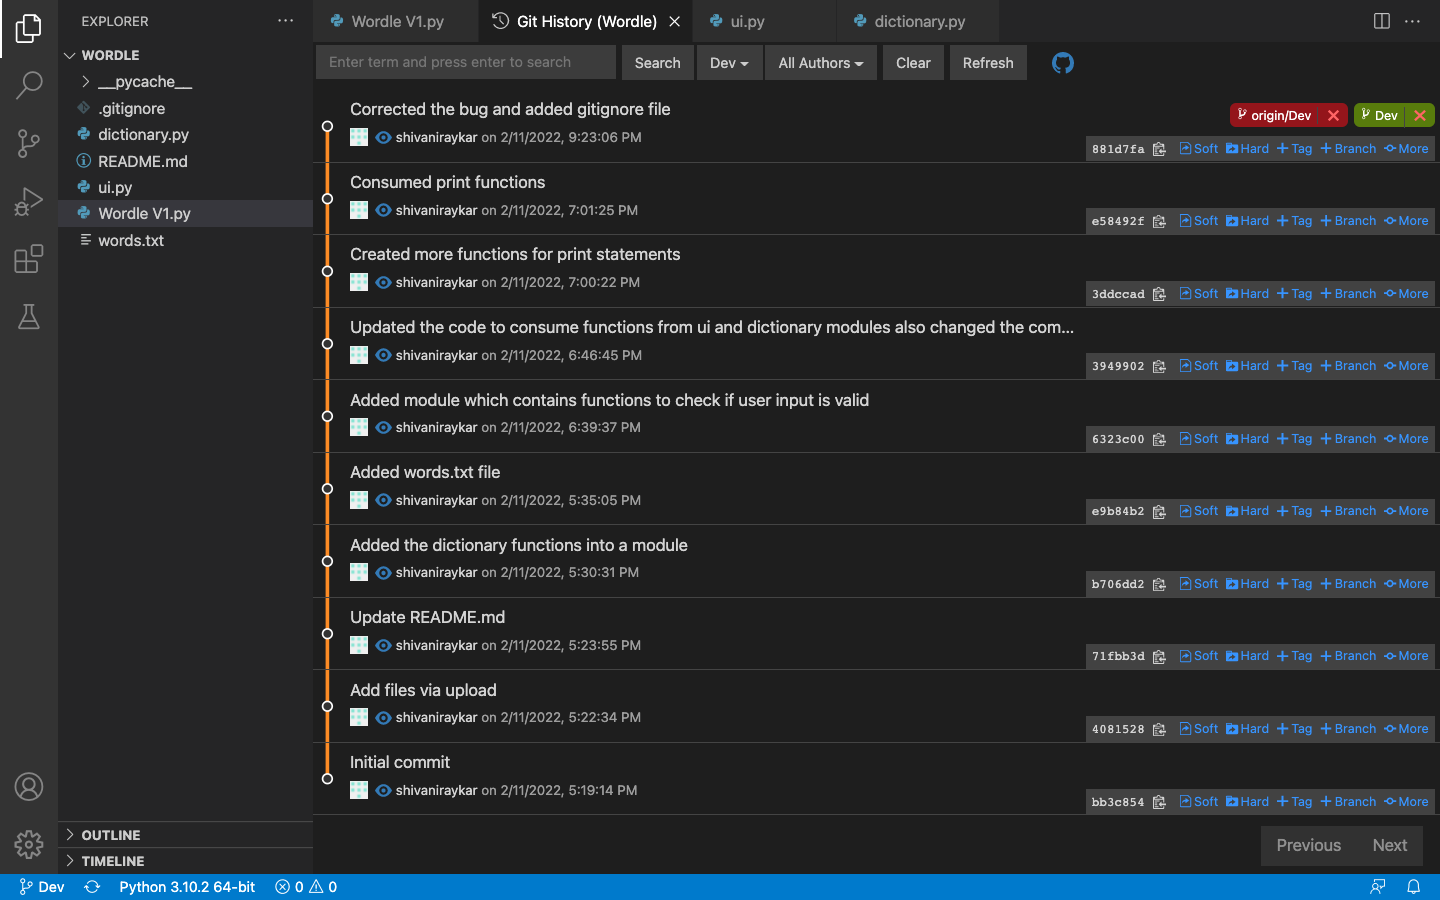 EXPLORER
WORDLE
__pycache__
.gitignore
dictionary.py
README.md
ui.py
Wordle V1.py
words.txt
OUTLINE
TIMELINE
Wordle V1.py Git History (Wordle) ui.py dictionary.py
Enter term and press enter to search Search Dev All Authors Clear Refresh
Corrected the bug and added gitignore file
origin/Dev Dev
shivaniraykar on 2/11/2022, 9:23:06 PM
881d7fa Soft Hard Tag Branch More
Consumed print functions
shivaniraykar on 2/11/2022, 7:01:25 PM
e58492f Soft Hard Tag Branch More
Created more functions for print statements
shivaniraykar on 2/11/2022, 7:00:22 PM
3ddccad Soft Hard Tag Branch More
Updated the code to consume functions from ui and dictionary modules also changed the com...
shivaniraykar on 2/11/2022, 6:46:45 PM
3949902 Soft Hard Tag Branch More
Added module which contains functions to check if user input is valid
shivaniraykar on 2/11/2022, 6:39:37 PM
6323c00 Soft Hard Tag Branch More
Added words.txt file
shivaniraykar on 2/11/2022, 5:35:05 PM
e9b84b2 Soft Hard Tag Branch More
Added the dictionary functions into a module
shivaniraykar on 2/11/2022, 5:30:31 PM
b706dd2 Soft Hard Tag Branch More
Update README.md
shivaniraykar on 2/11/2022, 5:23:55 PM
71fbb3d Soft Hard Tag Branch More
Add files via upload
shivaniraykar on 2/11/2022, 5:22:34 PM
4081528 Soft Hard Tag Branch More
Initial commit
shivaniraykar on 2/11/2022, 5:19:14 PM
bb3c854 Soft Hard Tag Branch More
Previous Next
Dev Python 3.10.2 64-bit 0 0